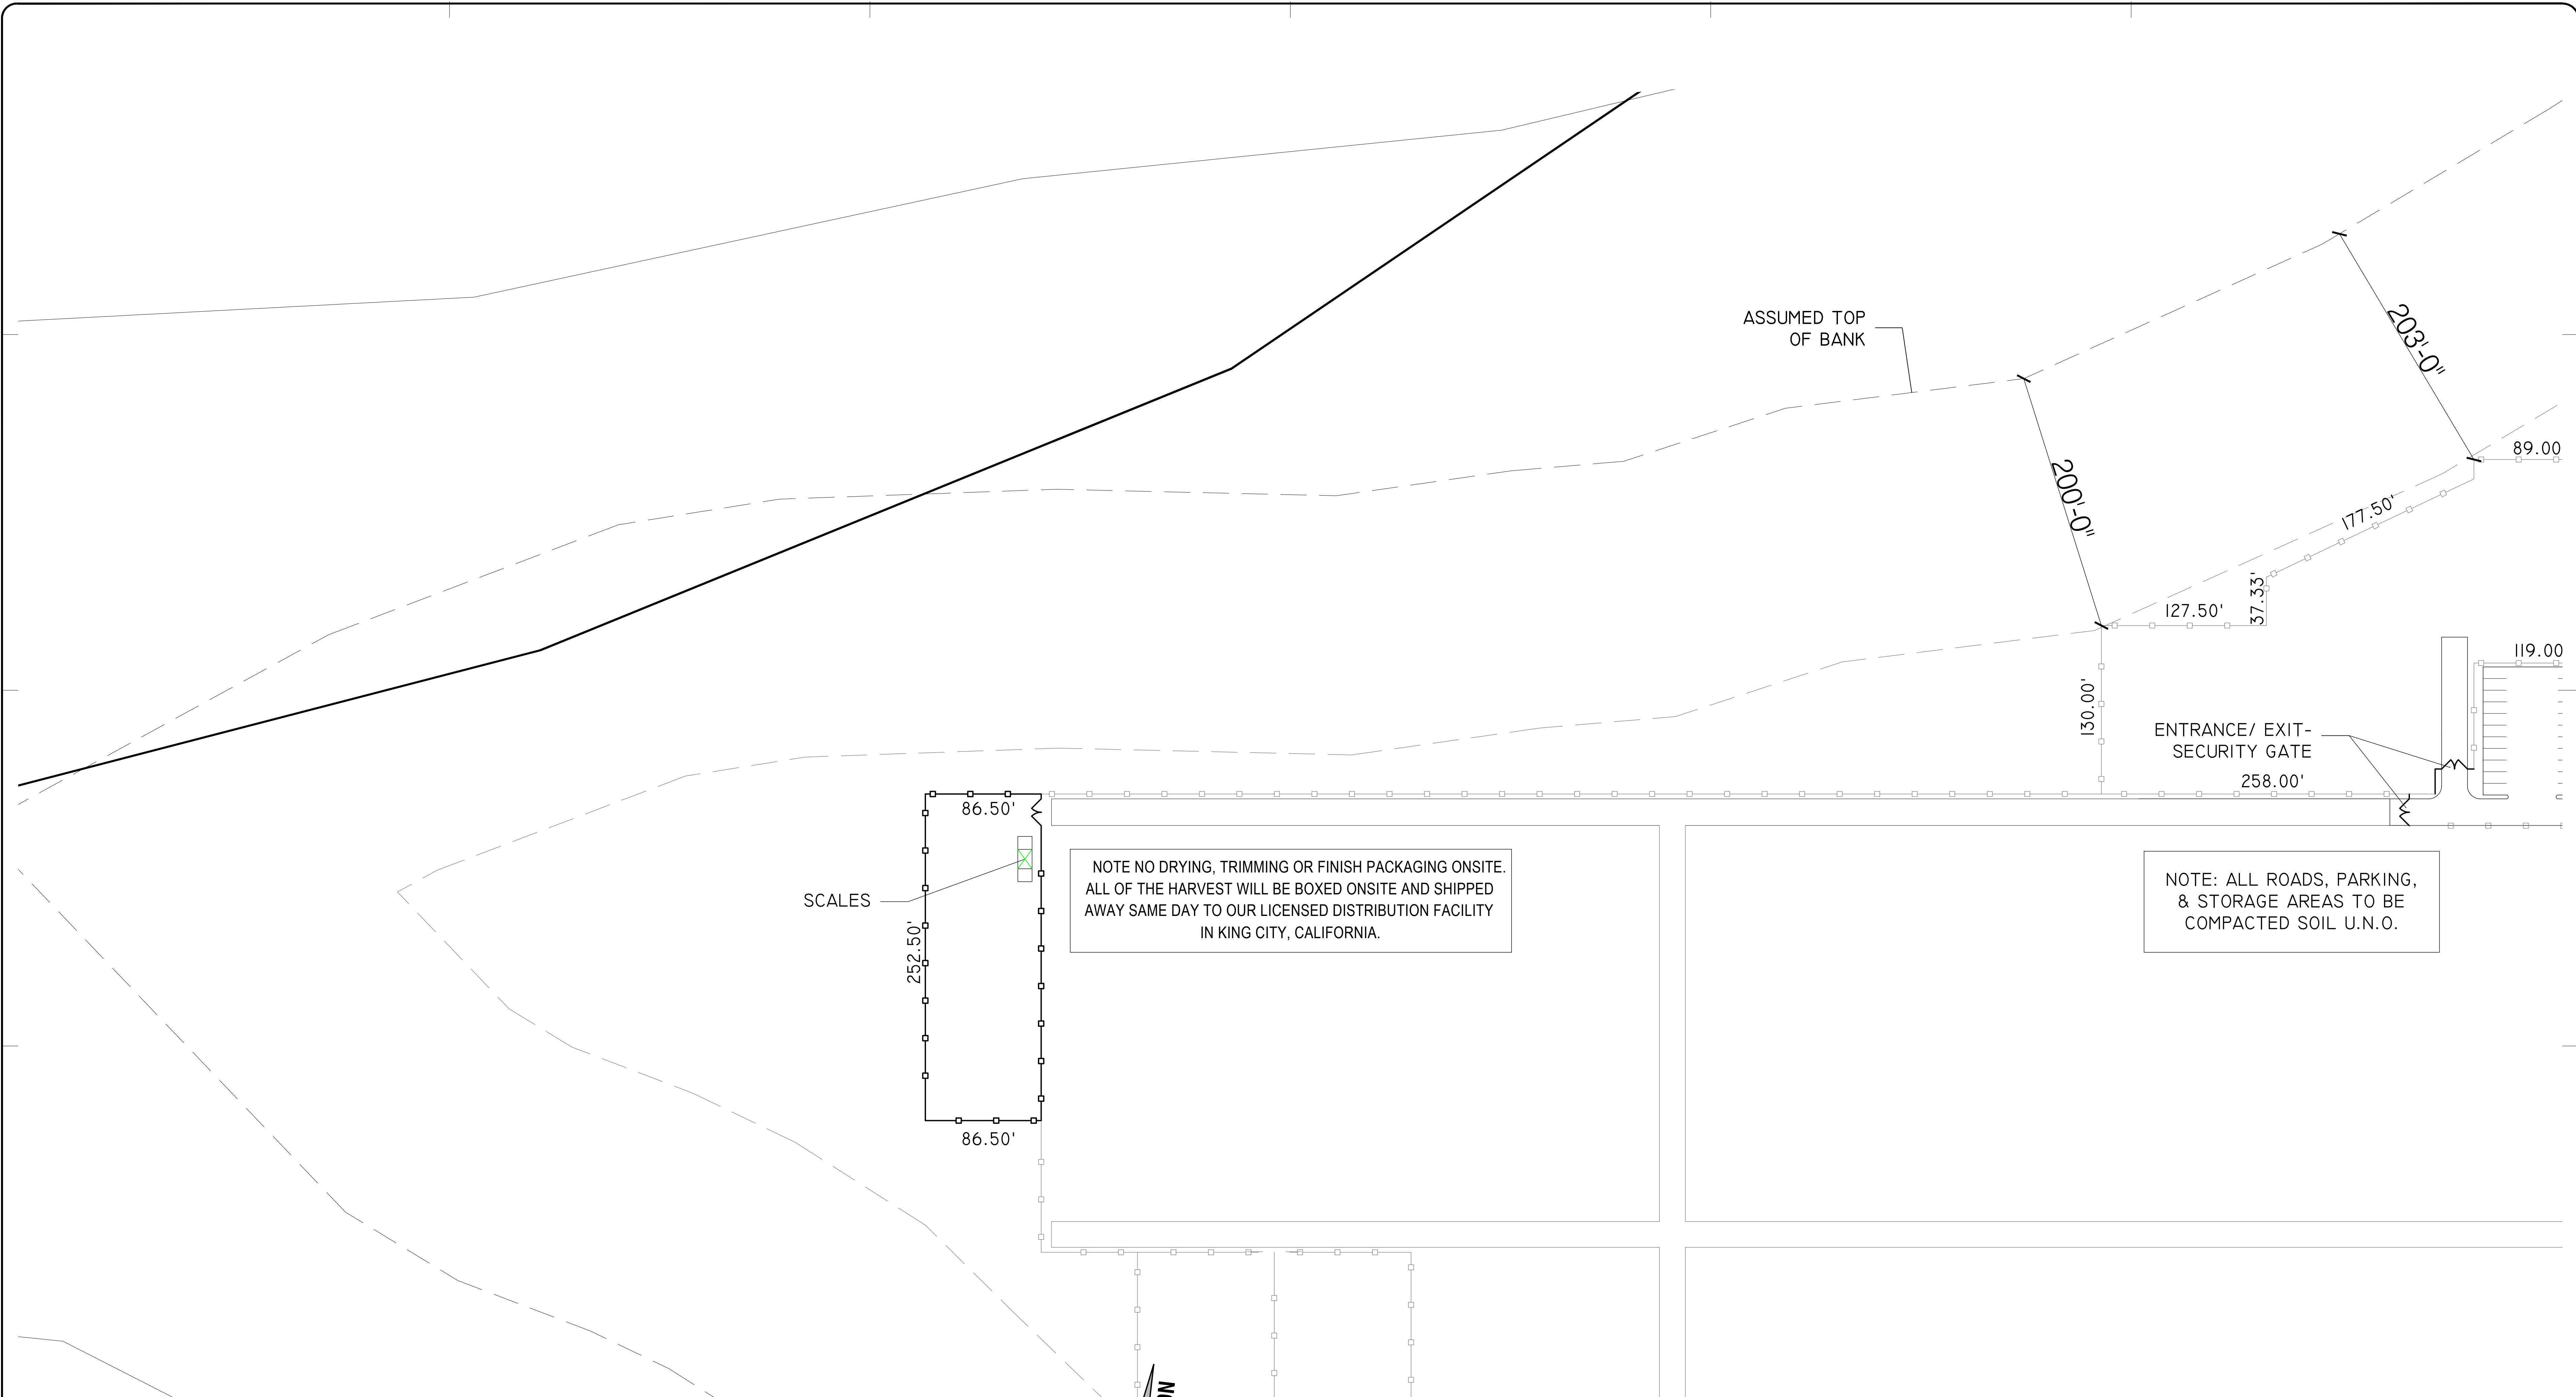 ASSUMED TOP
OF BANK
203'-0"
200'-0"
89.00
177.50'
37.33'
127.50'
119.00
130.00'
ENTRANCE/ EXIT-
SECURITY GATE
258.00'
86.50'
SCALES
252.50'
NOTE NO DRYING, TRIMMING OR FINISH PACKAGING ONSITE.
ALL OF THE HARVEST WILL BE BOXED ONSITE AND SHIPPED
AWAY SAME DAY TO OUR LICENSED DISTRIBUTION FACILITY
IN KING CITY, CALIFORNIA.
NOTE: ALL ROADS, PARKING,
& STORAGE AREAS TO BE
COMPACTED SOIL U.N.O.
86.50'